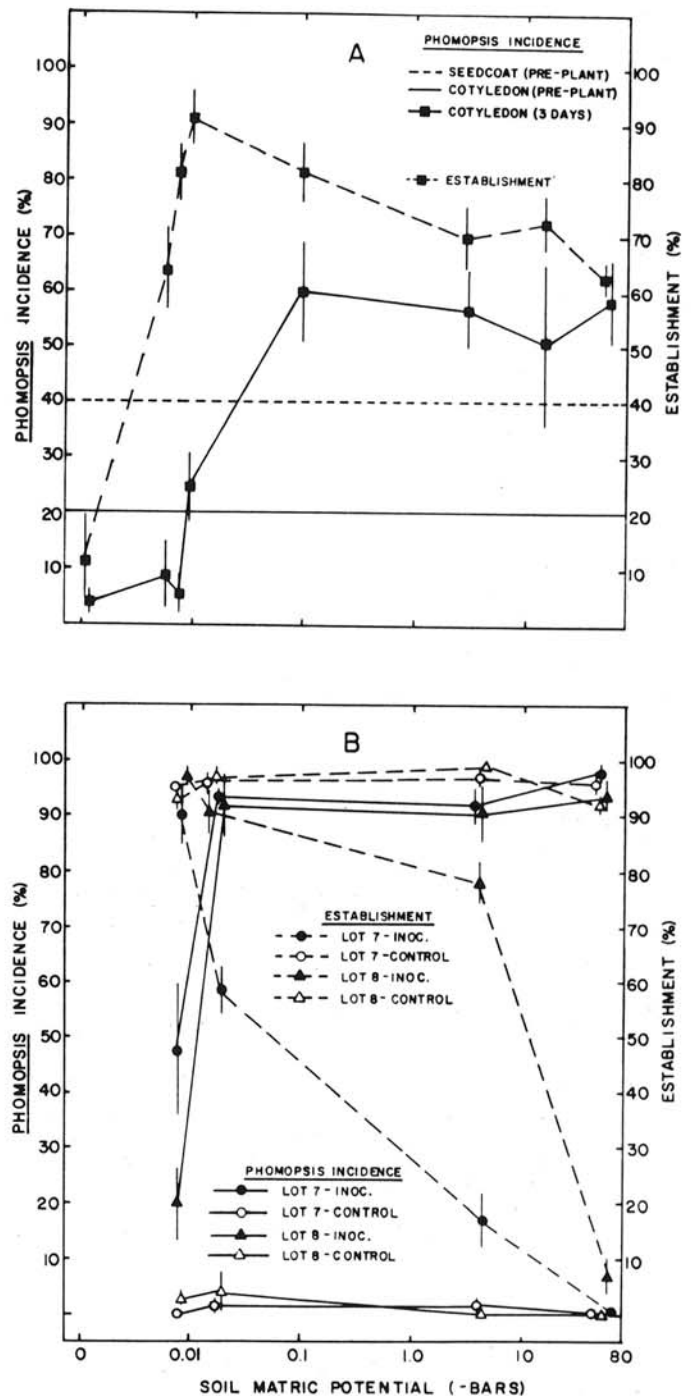 A
PHOMOPSIS INCIDENCE
SEEDCOAT (PRE-PLANT)
COTYLEDON (PRE-PLANT)
COTYLEDON (3 DAYS)
ESTABLISHMENT
100
90
80
70
60
50
40
30
20
10
PHOMOPSIS INCIDENCE (%)
100
90
80
70
60
50
40
30
20
10
ESTABLISHMENT (%)
B
100
90
80
70
60
50
40
30
20
10
PHOMOPSIS INCIDENCE (%)
100
90
80
70
60
50
40
30
20
10
ESTABLISHMENT (%)
ESTABLISHMENT
LOT 7-INOC.
LOT 7-CONTROL
LOT 8-INOC.
LOT 8-CONTROL
PHOMOPSIS INCIDENCE
LOT 7-INOC.
LOT 7-CONTROL
LOT 8-INOC.
LOT 8-CONTROL
0 0.01 0.1 1.0 10 80
SOIL MATRIC POTENTIAL (-BARS)